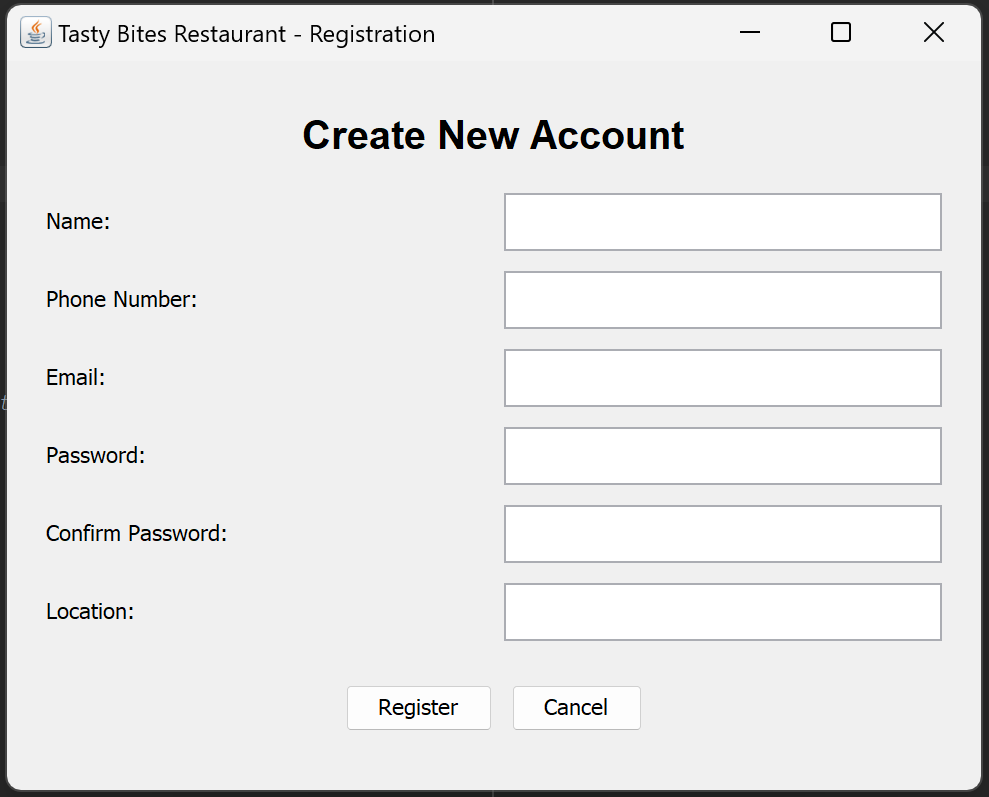 Tasty Bites Restaurant - Registration
Create New Account
Name:
Phone Number:
Email:
Password:
Confirm Password:
Location:
Register Cancel